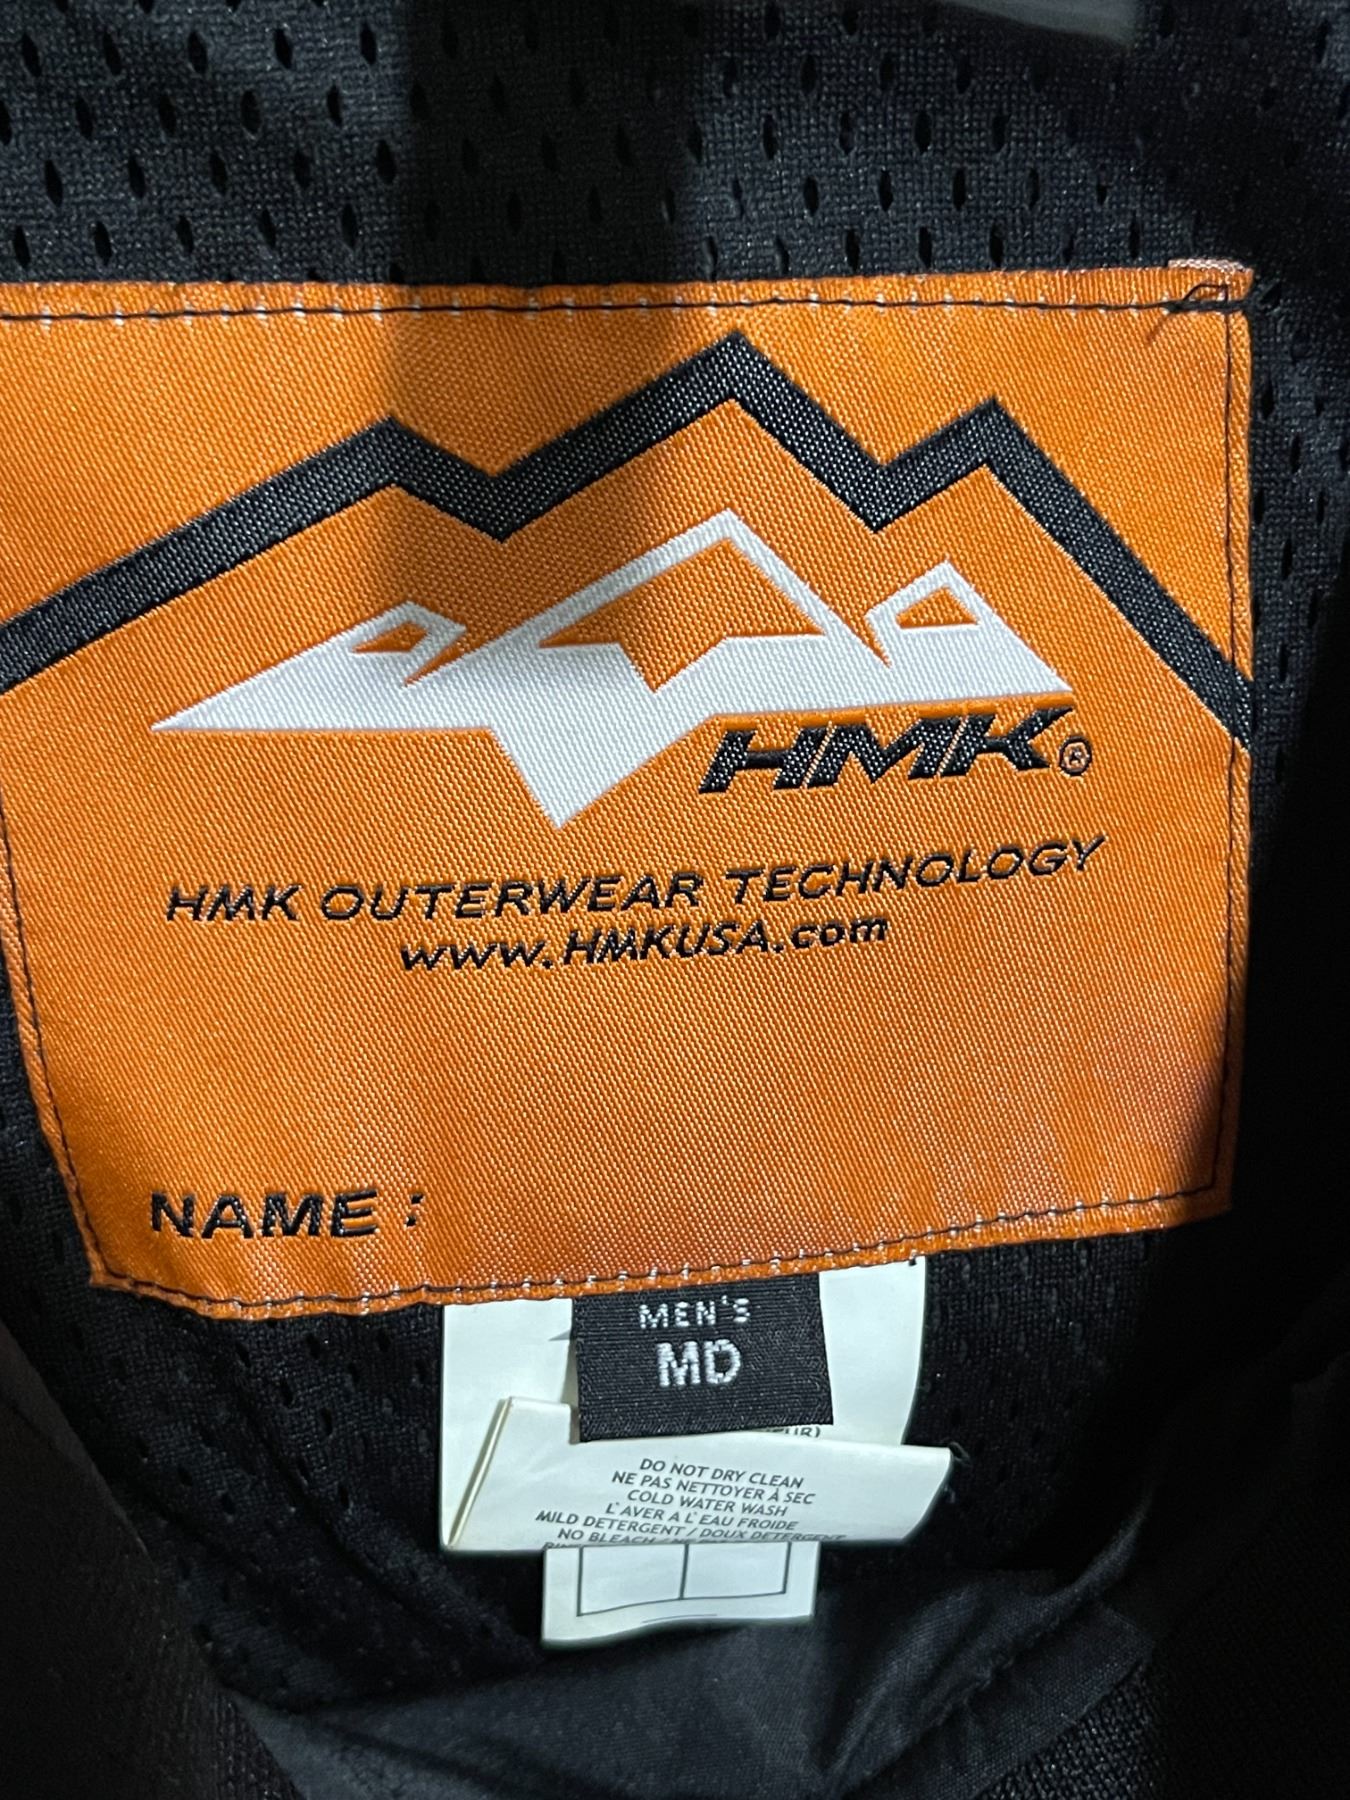 HMK®
HMK OUTERWEAR TECHNOLOGY
www.HMKUSA.com
NAME :
MEN'S
MD
DO NOT DRY CLEAN
NE PAS NETTOYER À SEC
COLD WATER WASH
L'AVER A L'EAU FROIDE
MILD DETERGENT / DOUX DETERGENT
NO BLEACH /